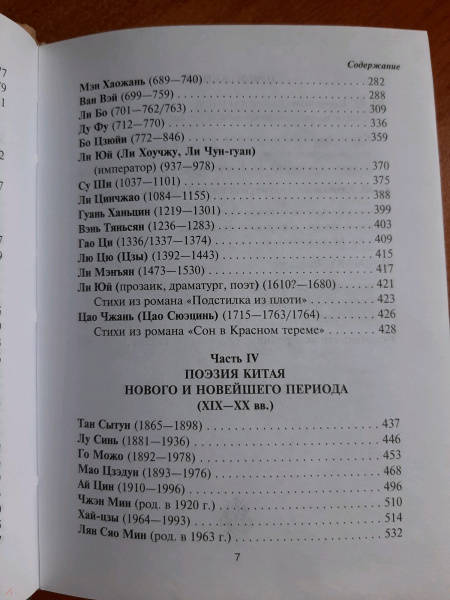 Содержание
Мэн Хаожань (689—740) 282
Ван Вэй (699—759) 288
Ли Бо (701—762/763) 309
Ду Фу (712—770) 336
Бо Цзюйи (772—846) 359
Ли Юй (Ли Хоучжу, Ли Чун-гуан)
(император) (937—978) 370
Су Ши (1037—1101) 375
Ли Цинчжао (1084—1155) 388
Гуань Ханьцин (1219—1301) 399
Вэнь Тяньсян (1236—1283) 403
Гао Ци (1336/1337—1374) 409
Лю Цю (Цзы) (1392—1443) 415
Ли Мэнъян (1473—1530) 417
Ли Юй (прозаик, драматург, поэт) (1610?—1680) 421
Стихи из романа «Подстилка из плоти» 423
Цао Чжань (Цао Сюэцинь) (1715—1763/1764) 426
Стихи из романа «Сон в Красном тереме» 428
Часть IV
ПОЭЗИЯ КИТАЯ
НОВОГО И НОВЕЙШЕГО ПЕРИОДА
(XIX—XX вв.)
Тан Сытун (1865—1898) 437
Лу Синь (1881—1936) 446
Го Можо (1892—1978) 453
Мао Цзэдун (1893—1976) 468
Ай Цин (1910—1996) 496
Чжэн Мин (род. в 1920 г.) 510
Хай-цзы (1964—1993) 514
Лян Сяо Мин (род. в 1963 г.) 532
7